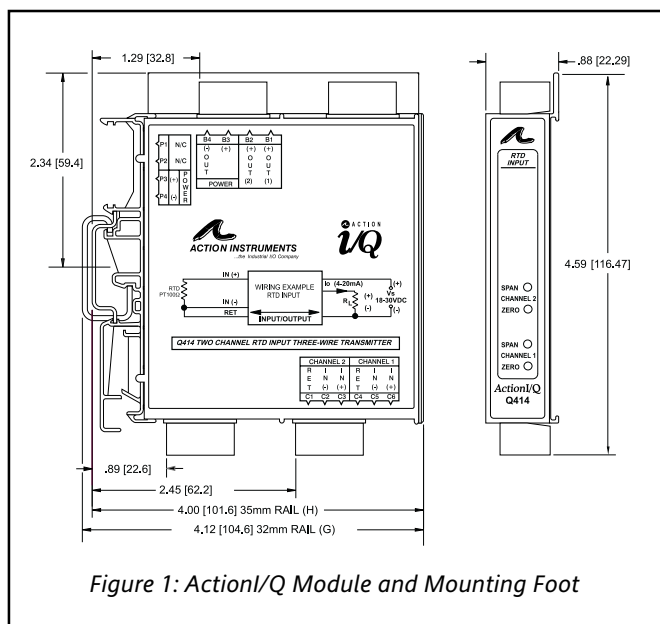 1.29 [32.8]
.88 [22.29]
2.34 [59.4]
4.59 [116.47]
P1 N/C
P2 N/C
P3 (+)
P4 (-)
POWER
B4 B3 B2 B1
(-) (+) (+) (+)
OUT OUT OUT
POWER (2) (1)
ACTION INSTRUMENTS
...the Industrial I/O Company
ACTION
I/Q
RTD
PT100Ω
IN (+)
IN (-)
RET
WIRING EXAMPLE
RTD INPUT
INPUT/OUTPUT
Io (4-20mA)
RL
(+)
(-)
(+)
Vs
18-30VDC
(-)
Q414 TWO CHANNEL RTD INPUT THREE-WIRE TRANSMITTER
CHANNEL 2 CHANNEL 1
RET IN (-) IN (+) RET IN (-) IN (+)
C1 C2 C3 C4 C5 C6
RTD
INPUT
SPAN
CHANNEL 2
ZERO
SPAN
CHANNEL 1
ZERO
ActionI/Q
Q414
.89 [22.6]
2.45 [62.2]
4.00 [101.6] 35mm RAIL (H)
4.12 [104.6] 32mm RAIL (G)
Figure 1: ActionI/Q Module and Mounting Foot